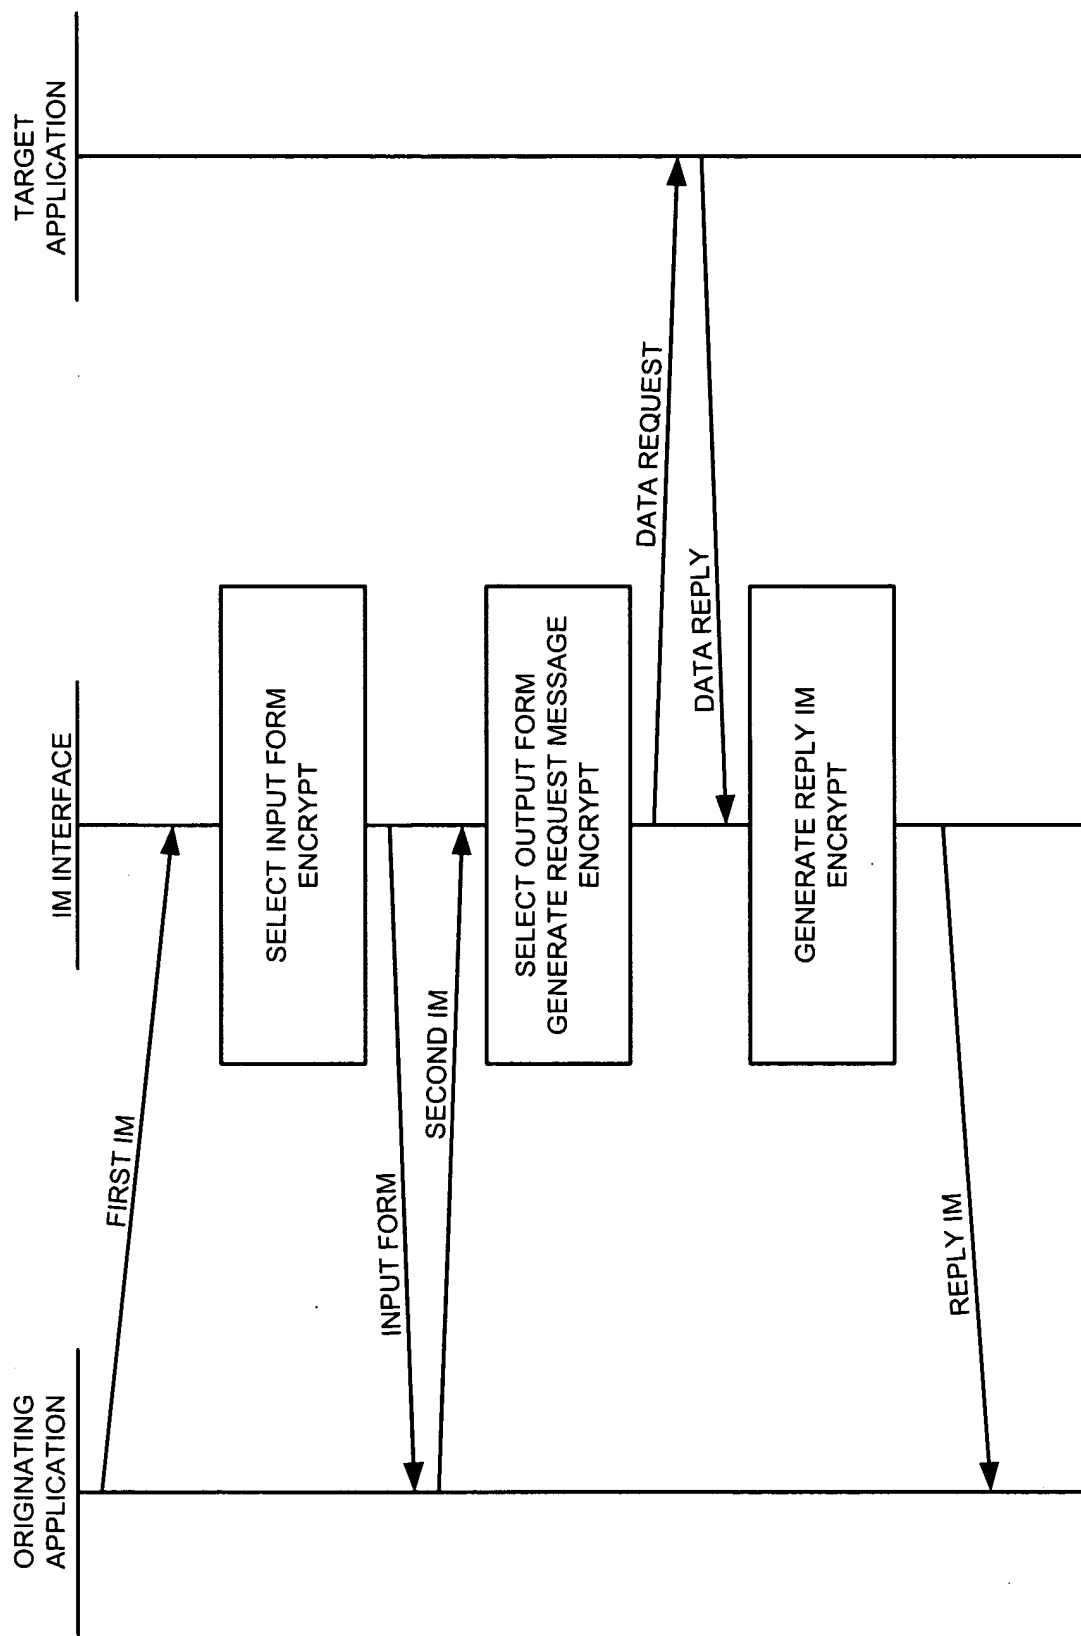 ORIGINATING
APPLICATION
IM INTERFACE
TARGET
APPLICATION
FIRST IM
SELECT INPUT FORM
ENCRYPT
INPUT FORM
SECOND IM
SELECT OUTPUT FORM
GENERATE REQUEST MESSAGE
ENCRYPT
DATA REQUEST
DATA REPLY
GENERATE REPLY IM
ENCRYPT
REPLY IM